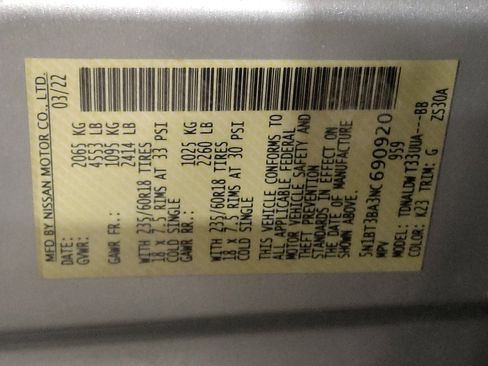 MFD BY NISSAN MOTOR CO., LTD.
DATE: 03/22
GVWR: 2065 KG
4553 LB
GAWR FR.: 1095 KG
2414 LB
WITH 235/60R18 TIRES
18 x 7.5 RIMS AT 33 PSI
COLD SINGLE
GAWR RR: 1025 KG
2260 LB
WITH 235/60R18 TIRES
18 x 7.5 RIMS AT 30 PSI
COLD SINGLE
THIS VEHICLE CONFORMS TO
ALL APPLICABLE FEDERAL
MOTOR VEHICLE SAFETY AND
THEFT PREVENTION
STANDARDS IN EFFECT ON
THE DATE OF MANUFACTURE
SHOWN ABOVE.
5N1BT3BA3NC690920
MPV 959
MODEL: TDWALDW T33UUA---BB
COLOR: K23 TRIM: G ZS30A